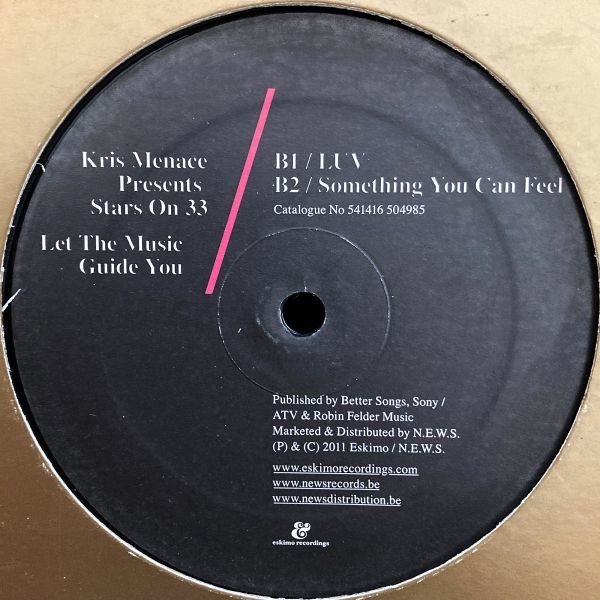 Kris Menace
Presents
Stars On 33
Let The Music
Guide You
B1 / LUV
B2 / Something You Can Feel
Catalogue No 541416 504985
Published by Better Songs, Sony /
ATV & Robin Felder Music
Marketed & Distributed by N.E.W.S.
(P) & (C) 2011 Eskimo / N.E.W.S.
www.eskimorecordings.com
www.newsrecords.be
www.newsdistribution.be
&
eskimo recordings